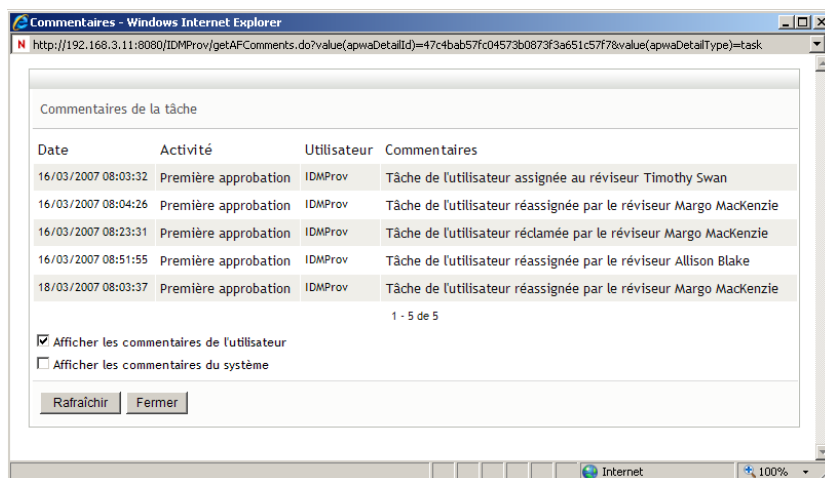 Commentaires - Windows Internet Explorer
N http://192.168.3.11:8080/IDMProv/getAFComments.do?value(apwaDetailId)=47c4bab57fc04573b0873f3a651c57f7&value(apwaDetailType)=task
Commentaires de la tâche
Date Activité Utilisateur Commentaires
16/03/2007 08:03:32 Première approbation IDMProv Tâche de l'utilisateur assignée au réviseur Timothy Swan
16/03/2007 08:04:26 Première approbation IDMProv Tâche de l'utilisateur réassignée par le réviseur Margo MacKenzie
16/03/2007 08:23:31 Première approbation IDMProv Tâche de l'utilisateur réclamée par le réviseur Margo MacKenzie
16/03/2007 08:51:55 Première approbation IDMProv Tâche de l'utilisateur réassignée par le réviseur Allison Blake
18/03/2007 08:03:37 Première approbation IDMProv Tâche de l'utilisateur réassignée par le réviseur Margo MacKenzie
1 - 5 de 5
Afficher les commentaires de l'utilisateur
Afficher les commentaires du système
Rafraîchir Fermer
Internet 100%